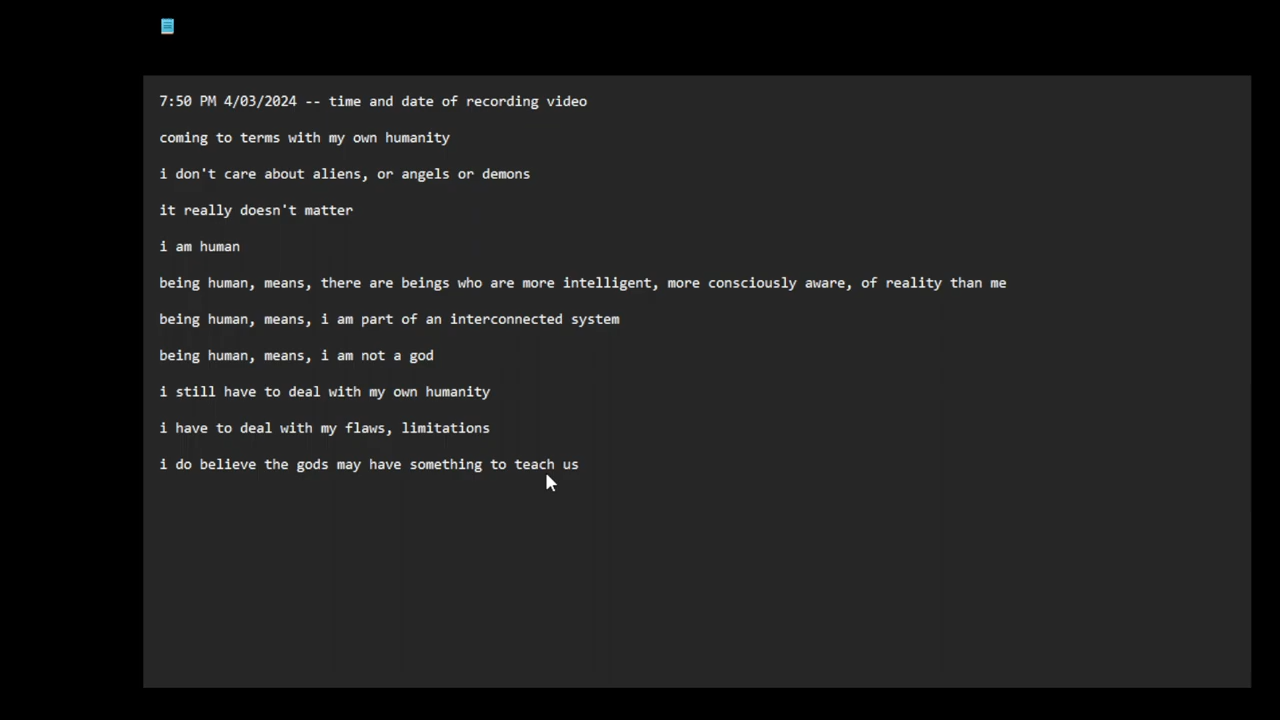 7:50 PM 4/03/2024 -- time and date of recording video
coming to terms with my own humanity
i don't care about aliens, or angels or demons
it really doesn't matter
i am human
being human, means, there are beings who are more intelligent, more consciously aware, of reality than me
being human, means, i am part of an interconnected system
being human, means, i am not a god
i still have to deal with my own humanity
i have to deal with my flaws, limitations
i do believe the gods may have something to teach us